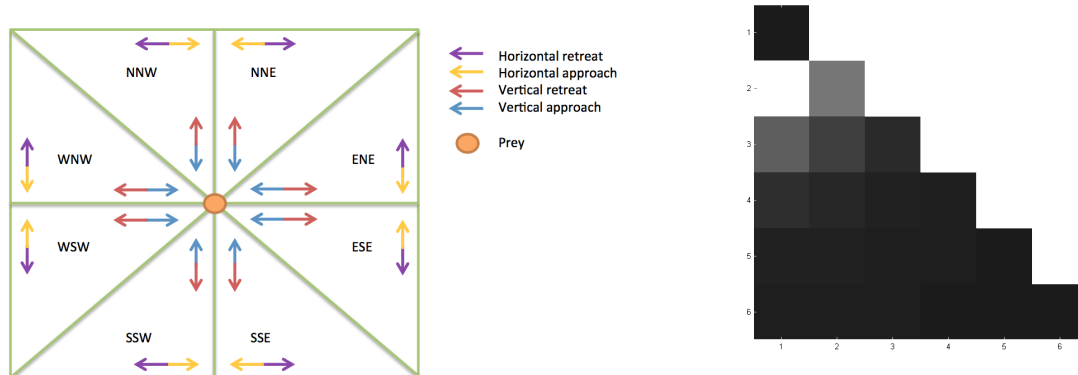 NNW
NNE
WNW
ENE
WSW
ESE
SSW
SSE
Horizontal retreat
Horizontal approach
Vertical retreat
Vertical approach
Prey
1
2
3
4
5
6
1 2 3 4 5 6